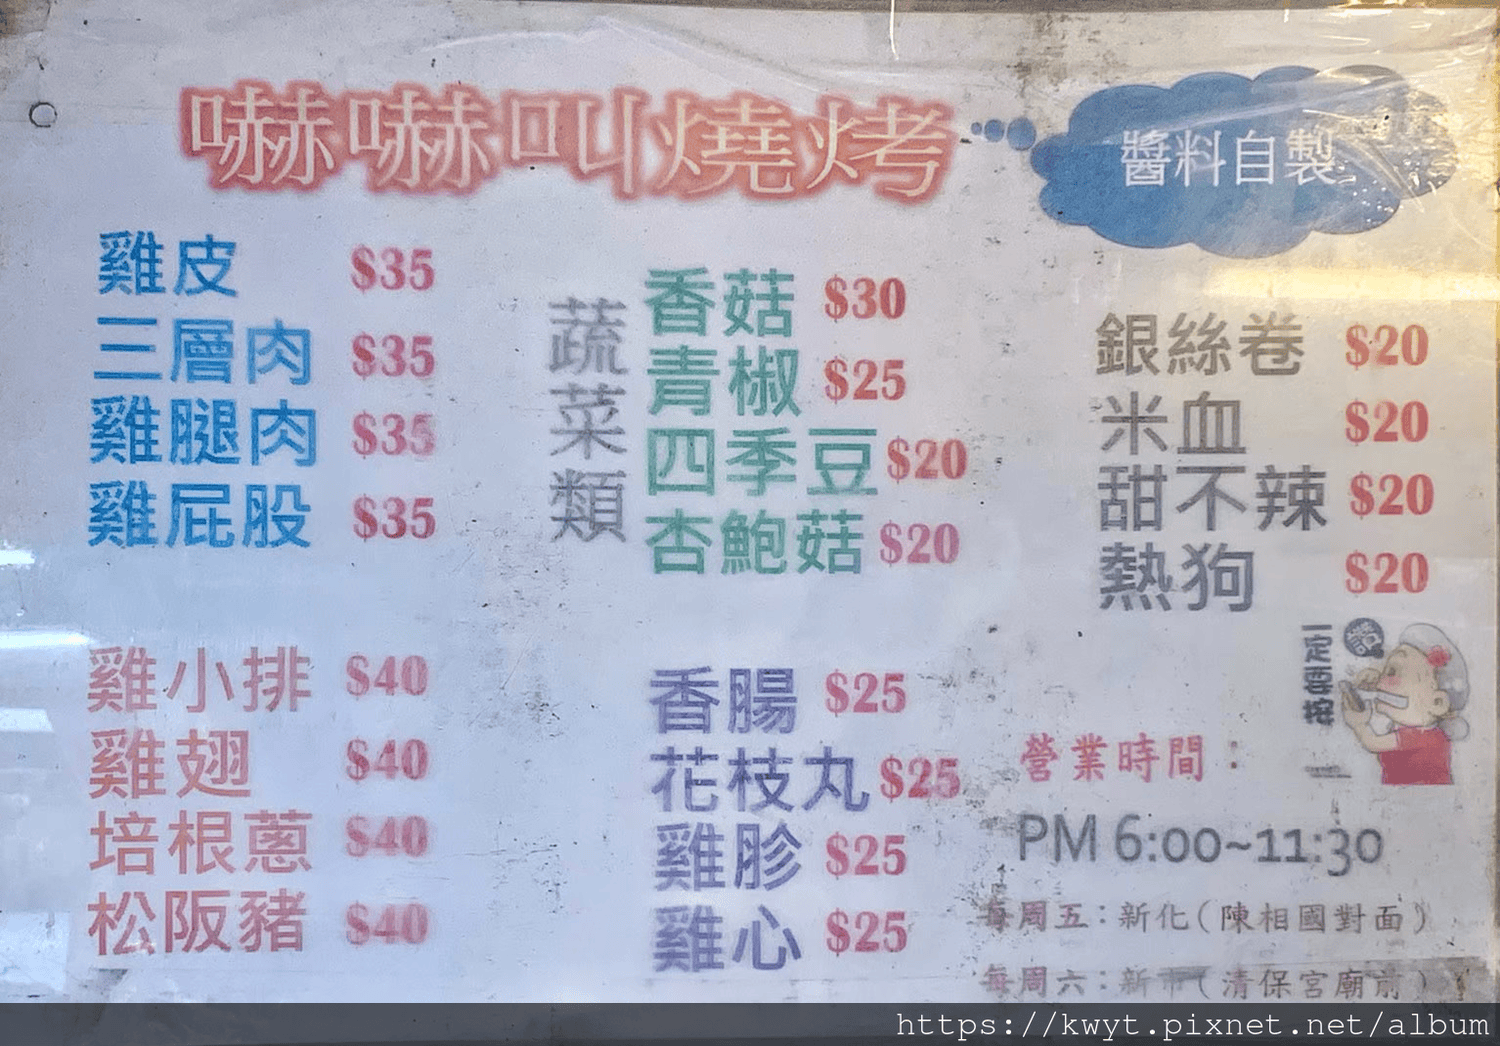 嚇嚇叫燒烤
醬料自製
雞皮 $35
三層肉 $35
雞腿肉 $35
雞屁股 $35
蔬菜類
香菇 $30
青椒 $25
四季豆 $20
杏鮑菇 $20
銀絲卷 $20
米血 $20
甜不辣 $20
熱狗 $20
雞小排 $40
雞翅 $40
培根蔥 $40
松阪豬 $40
香腸 $25
花枝丸 $25
雞胗 $25
雞心 $25
一定要按
讚
營業時間：
PM 6:00~11:30
每周五：新化(陳相國對面)
每周六：新市(清保宮廟前)
https://kwyt.pixnet.net/album